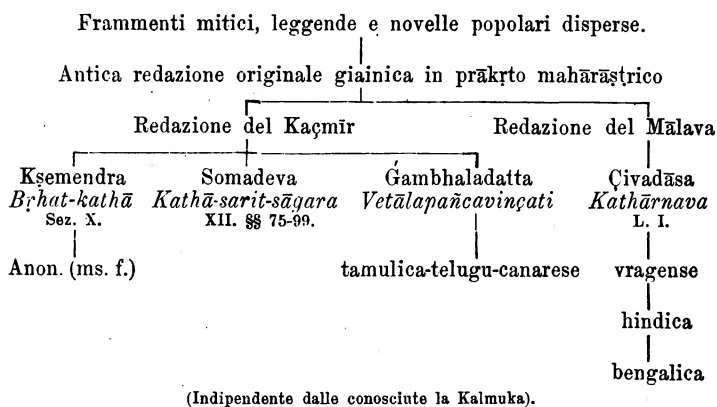 Frammenti mitici, leggende e novelle popolari disperse.
Antica redazione originale giainica in prākṛto mahārāṣṭrico
Redazione del Kaçmīr Redazione del Mālava
Kṣemendra Somadeva Ǵambhaladatta Çivadāsa
Bṛhat-kathā Kathā-sarit-sāgara Vetālapañcavinçati Kathārnava
Sez. X. XII. §§ 75-99. L. I.
Anon. (ms. f.) tamulica-telugu-canarese vragense
hindica
bengalica
(Indipendente dalle conosciute la Kalmuka).